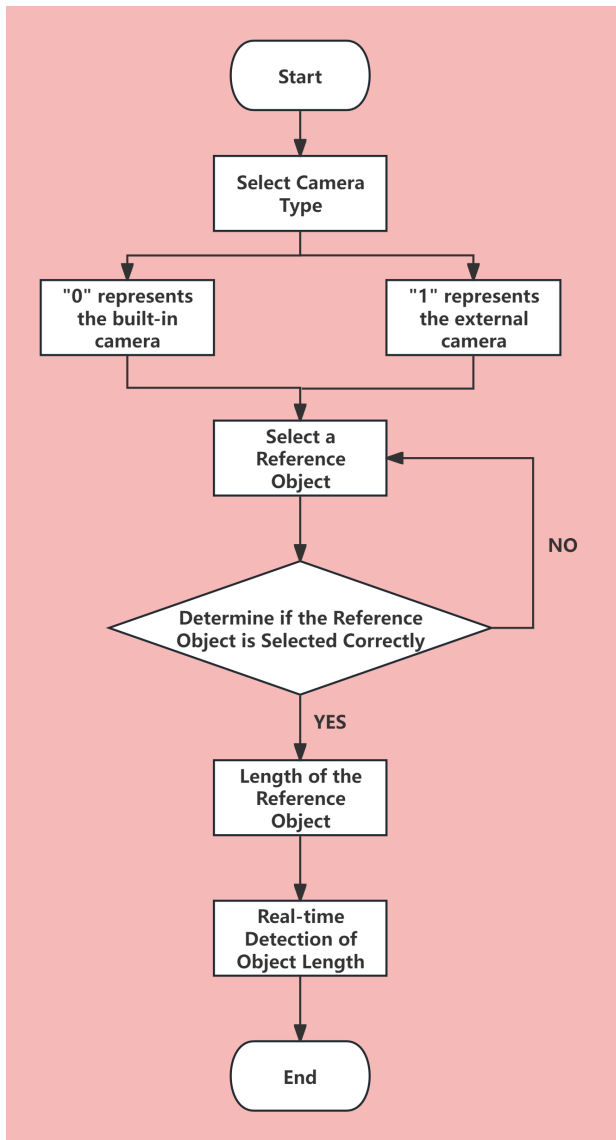 Start
Select Camera
Type
"0" represents
the built-in
camera
"1" represents
the external
camera
Select a
Reference
Object
NO
Determine if the Reference
Object is Selected Correctly
YES
Length of the
Reference
Object
Real-time
Detection of
Object Length
End